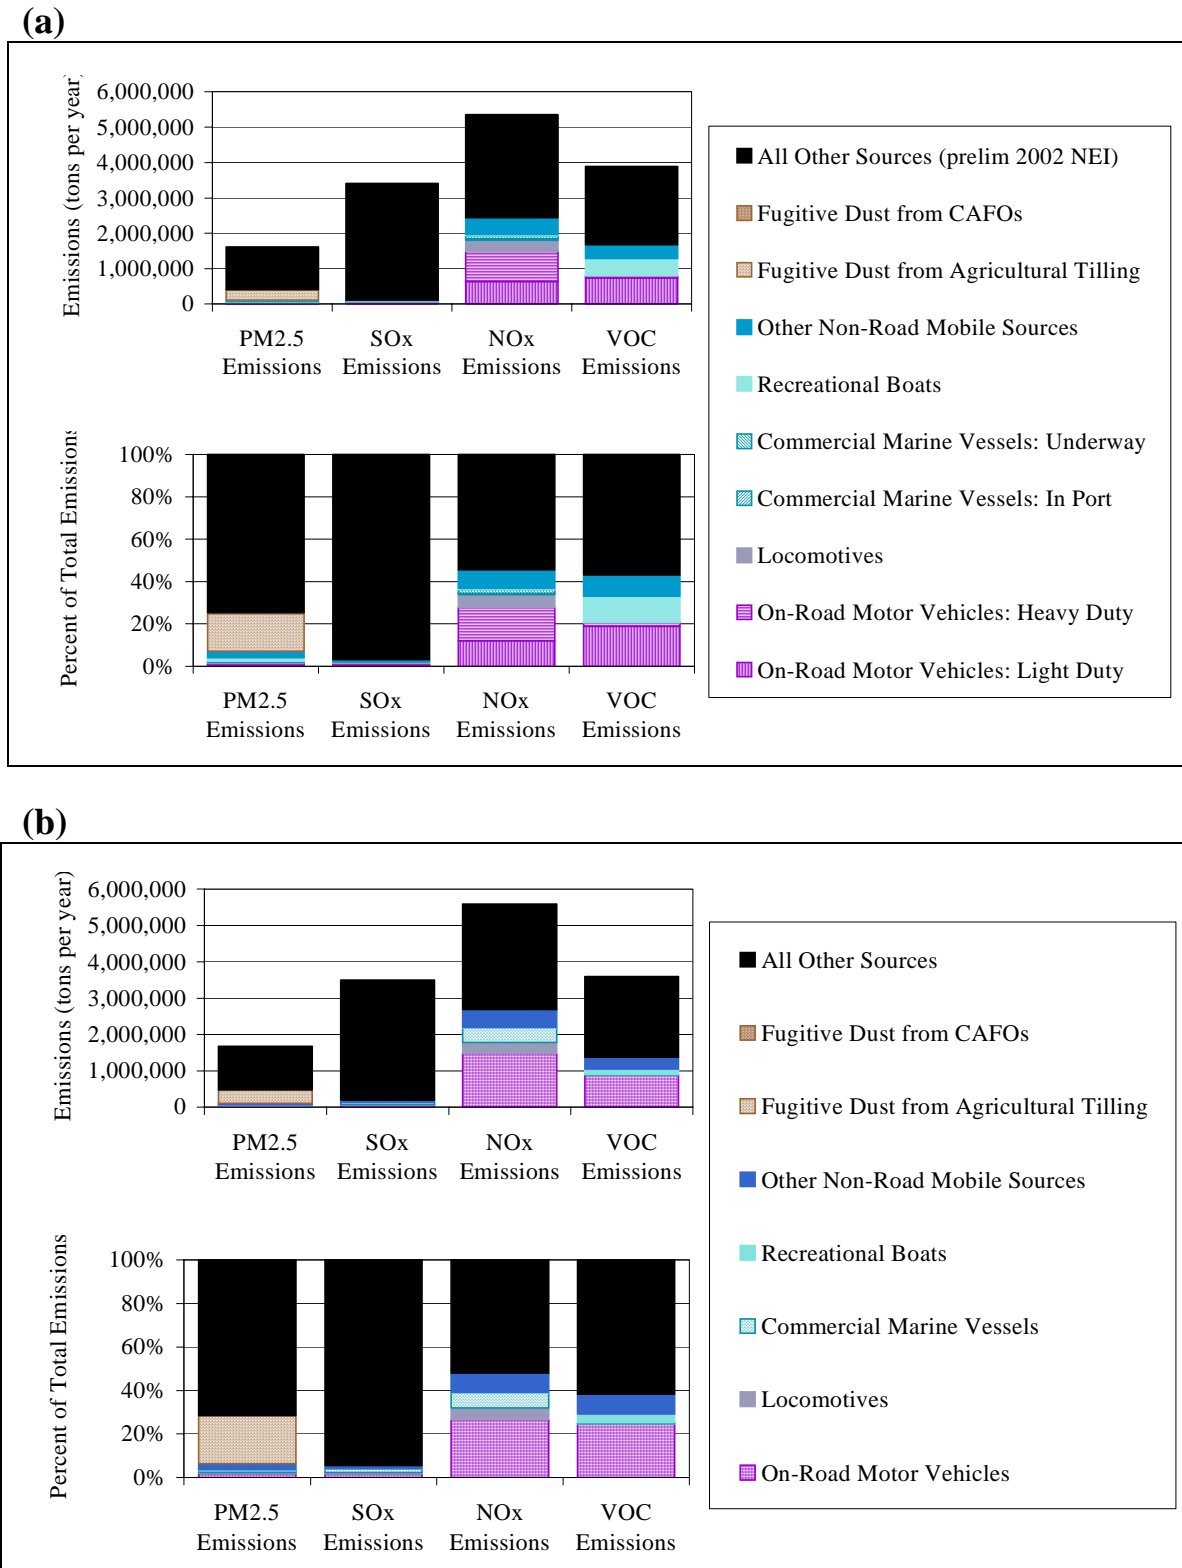 (a)
Emissions (tons per year)
6,000,000
5,000,000
4,000,000
3,000,000
2,000,000
1,000,000
0
PM2.5
Emissions
SOx
Emissions
NOx
Emissions
VOC
Emissions
Percent of Total Emissions
100%
80%
60%
40%
20%
0%
PM2.5
Emissions
SOx
Emissions
NOx
Emissions
VOC
Emissions
All Other Sources (prelim 2002 NEI)
Fugitive Dust from CAFOs
Fugitive Dust from Agricultural Tilling
Other Non-Road Mobile Sources
Recreational Boats
Commercial Marine Vessels: Underway
Commercial Marine Vessels: In Port
Locomotives
On-Road Motor Vehicles: Heavy Duty
On-Road Motor Vehicles: Light Duty
(b)
Emissions (tons per year)
6,000,000
5,000,000
4,000,000
3,000,000
2,000,000
1,000,000
0
PM2.5
Emissions
SOx
Emissions
NOx
Emissions
VOC
Emissions
Percent of Total Emissions
100%
80%
60%
40%
20%
0%
PM2.5
Emissions
SOx
Emissions
NOx
Emissions
VOC
Emissions
All Other Sources
Fugitive Dust from CAFOs
Fugitive Dust from Agricultural Tilling
Other Non-Road Mobile Sources
Recreational Boats
Commercial Marine Vessels
Locomotives
On-Road Motor Vehicles